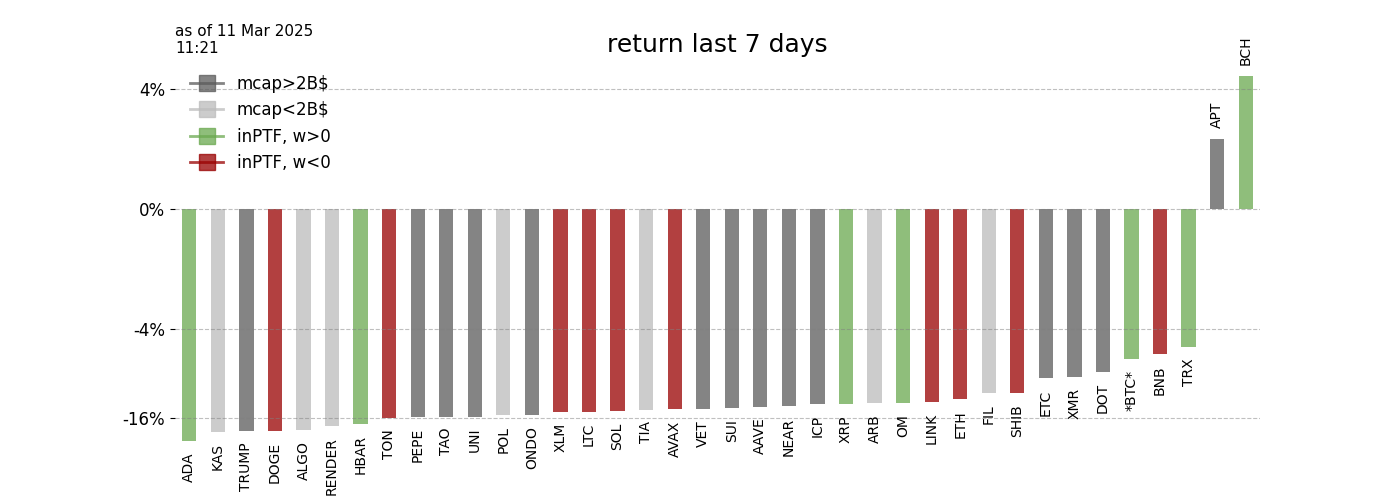 as of 11 Mar 2025
11:21
return last 7 days
mcap>2B$
mcap<2B$
inPTF, w>0
inPTF, w<0
4%
0%
-4%
-16%
ADA
KAS
TRUMP
DOGE
ALGO
RENDER
HBAR
TON
PEPE
TAO
UNI
POL
ONDO
XLM
LTC
SOL
TIA
AVAX
VET
SUI
AAVE
NEAR
ICP
XRP
ARB
OM
LINK
ETH
FIL
SHIB
ETC
XMR
DOT
*BTC*
BNB
TRX
APT
BCH